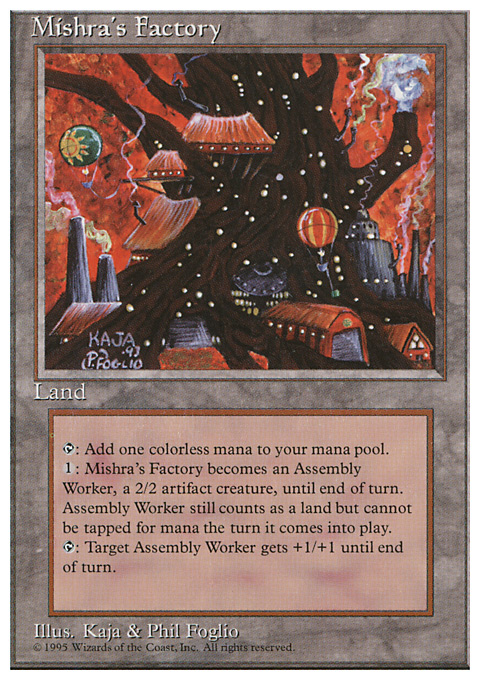 Mishra's Factory
KAJA
'93
P.FOGLIO
Land
: Add one colorless mana to your mana pool.
1: Mishra's Factory becomes an Assembly
Worker, a 2/2 artifact creature, until end of turn.
Assembly Worker still counts as a land but cannot
be tapped for mana the turn it comes into play.
: Target Assembly Worker gets +1/+1 until end
of turn.
Illus. Kaja & Phil Foglio
© 1995 Wizards of the Coast, Inc. All rights reserved.